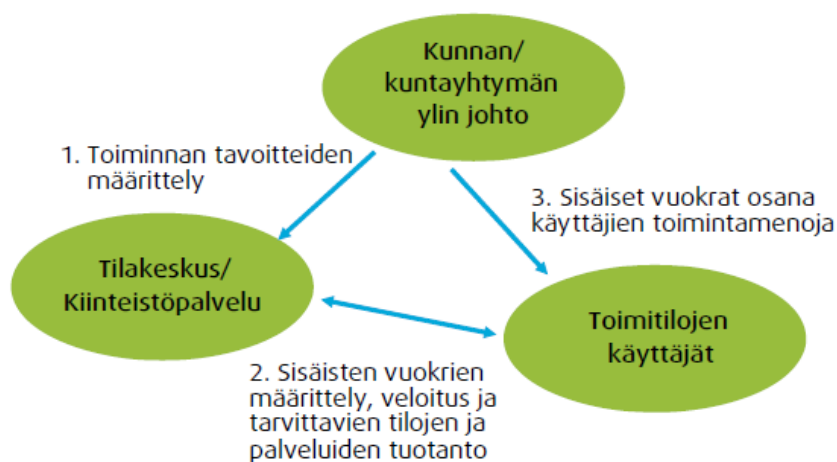 Kunnan/
kuntayhtymän
ylin johto
1. Toiminnan tavoitteiden
määrittely
3. Sisäiset vuokrat osana
käyttäjien toimintamenoja
Tilakeskus/
Kiinteistöpalvelu
Toimitilojen
käyttäjät
2. Sisäisten vuokrien
määrittely, veloitus ja
tarvittavien tilojen ja
palveluiden tuotanto